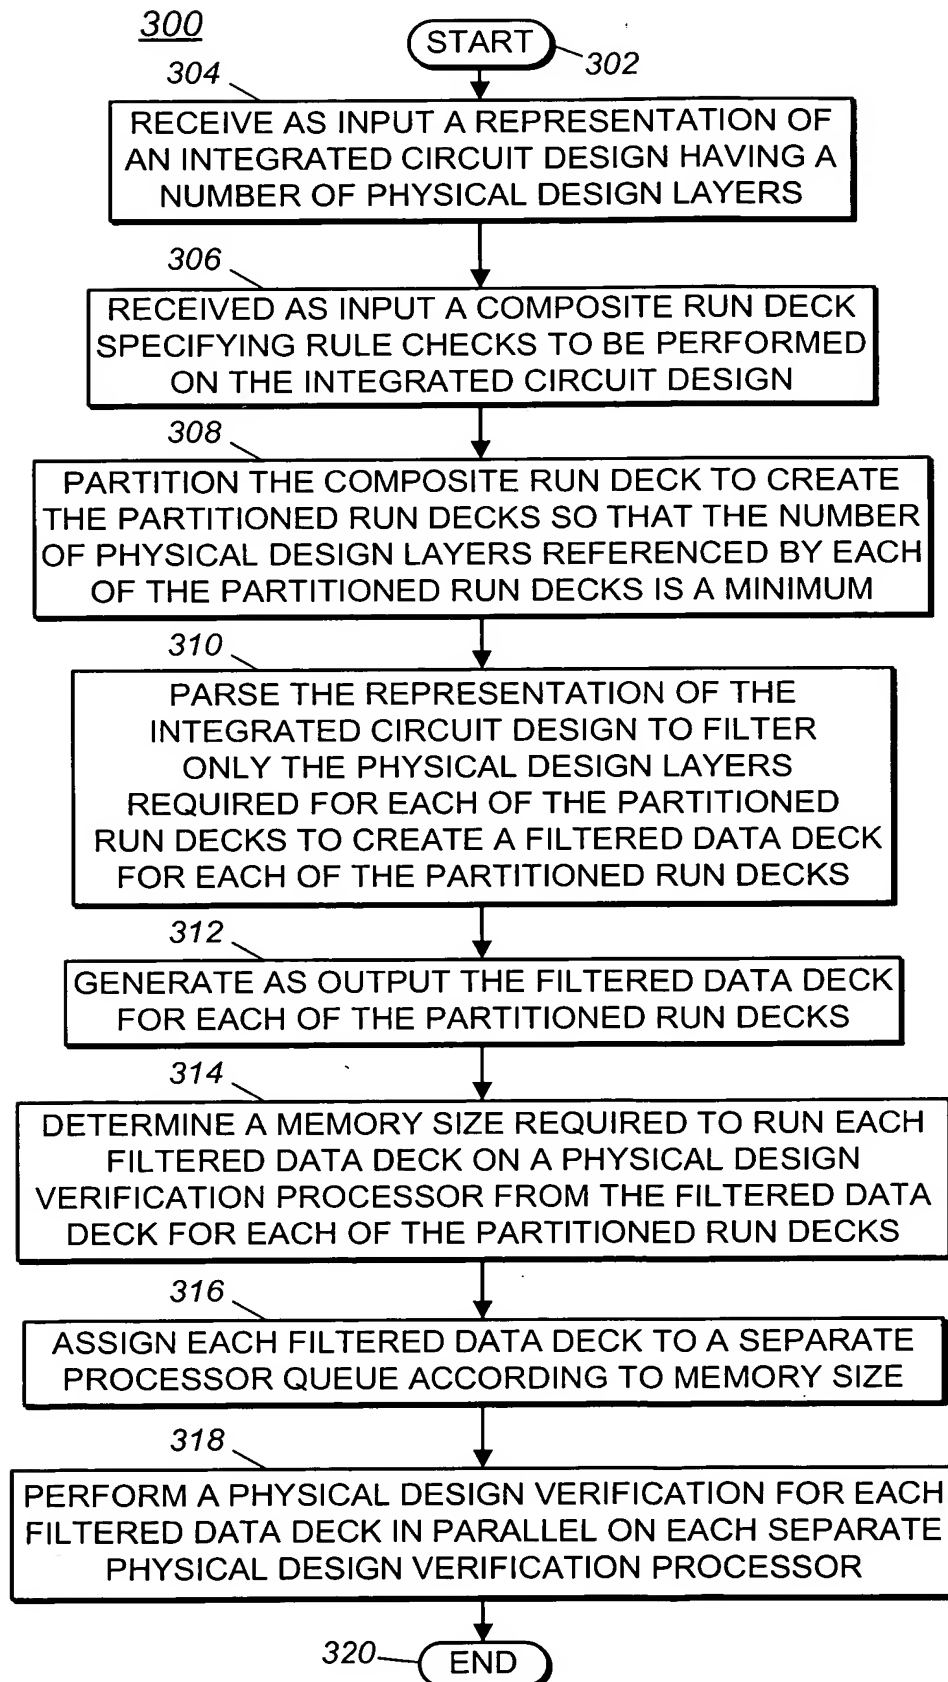 300
START
302
304
RECEIVE AS INPUT A REPRESENTATION OF
AN INTEGRATED CIRCUIT DESIGN HAVING A
NUMBER OF PHYSICAL DESIGN LAYERS
306
RECEIVED AS INPUT A COMPOSITE RUN DECK
SPECIFYING RULE CHECKS TO BE PERFORMED
ON THE INTEGRATED CIRCUIT DESIGN
308
PARTITION THE COMPOSITE RUN DECK TO CREATE
THE PARTITIONED RUN DECKS SO THAT THE NUMBER
OF PHYSICAL DESIGN LAYERS REFERENCED BY EACH
OF THE PARTITIONED RUN DECKS IS A MINIMUM
310
PARSE THE REPRESENTATION OF THE
INTEGRATED CIRCUIT DESIGN TO FILTER
ONLY THE PHYSICAL DESIGN LAYERS
REQUIRED FOR EACH OF THE PARTITIONED
RUN DECKS TO CREATE A FILTERED DATA DECK
FOR EACH OF THE PARTITIONED RUN DECKS
312
GENERATE AS OUTPUT THE FILTERED DATA DECK
FOR EACH OF THE PARTITIONED RUN DECKS
314
DETERMINE A MEMORY SIZE REQUIRED TO RUN EACH
FILTERED DATA DECK ON A PHYSICAL DESIGN
VERIFICATION PROCESSOR FROM THE FILTERED DATA
DECK FOR EACH OF THE PARTITIONED RUN DECKS
316
ASSIGN EACH FILTERED DATA DECK TO A SEPARATE
PROCESSOR QUEUE ACCORDING TO MEMORY SIZE
318
PERFORM A PHYSICAL DESIGN VERIFICATION FOR EACH
FILTERED DATA DECK IN PARALLEL ON EACH SEPARATE
PHYSICAL DESIGN VERIFICATION PROCESSOR
320
END